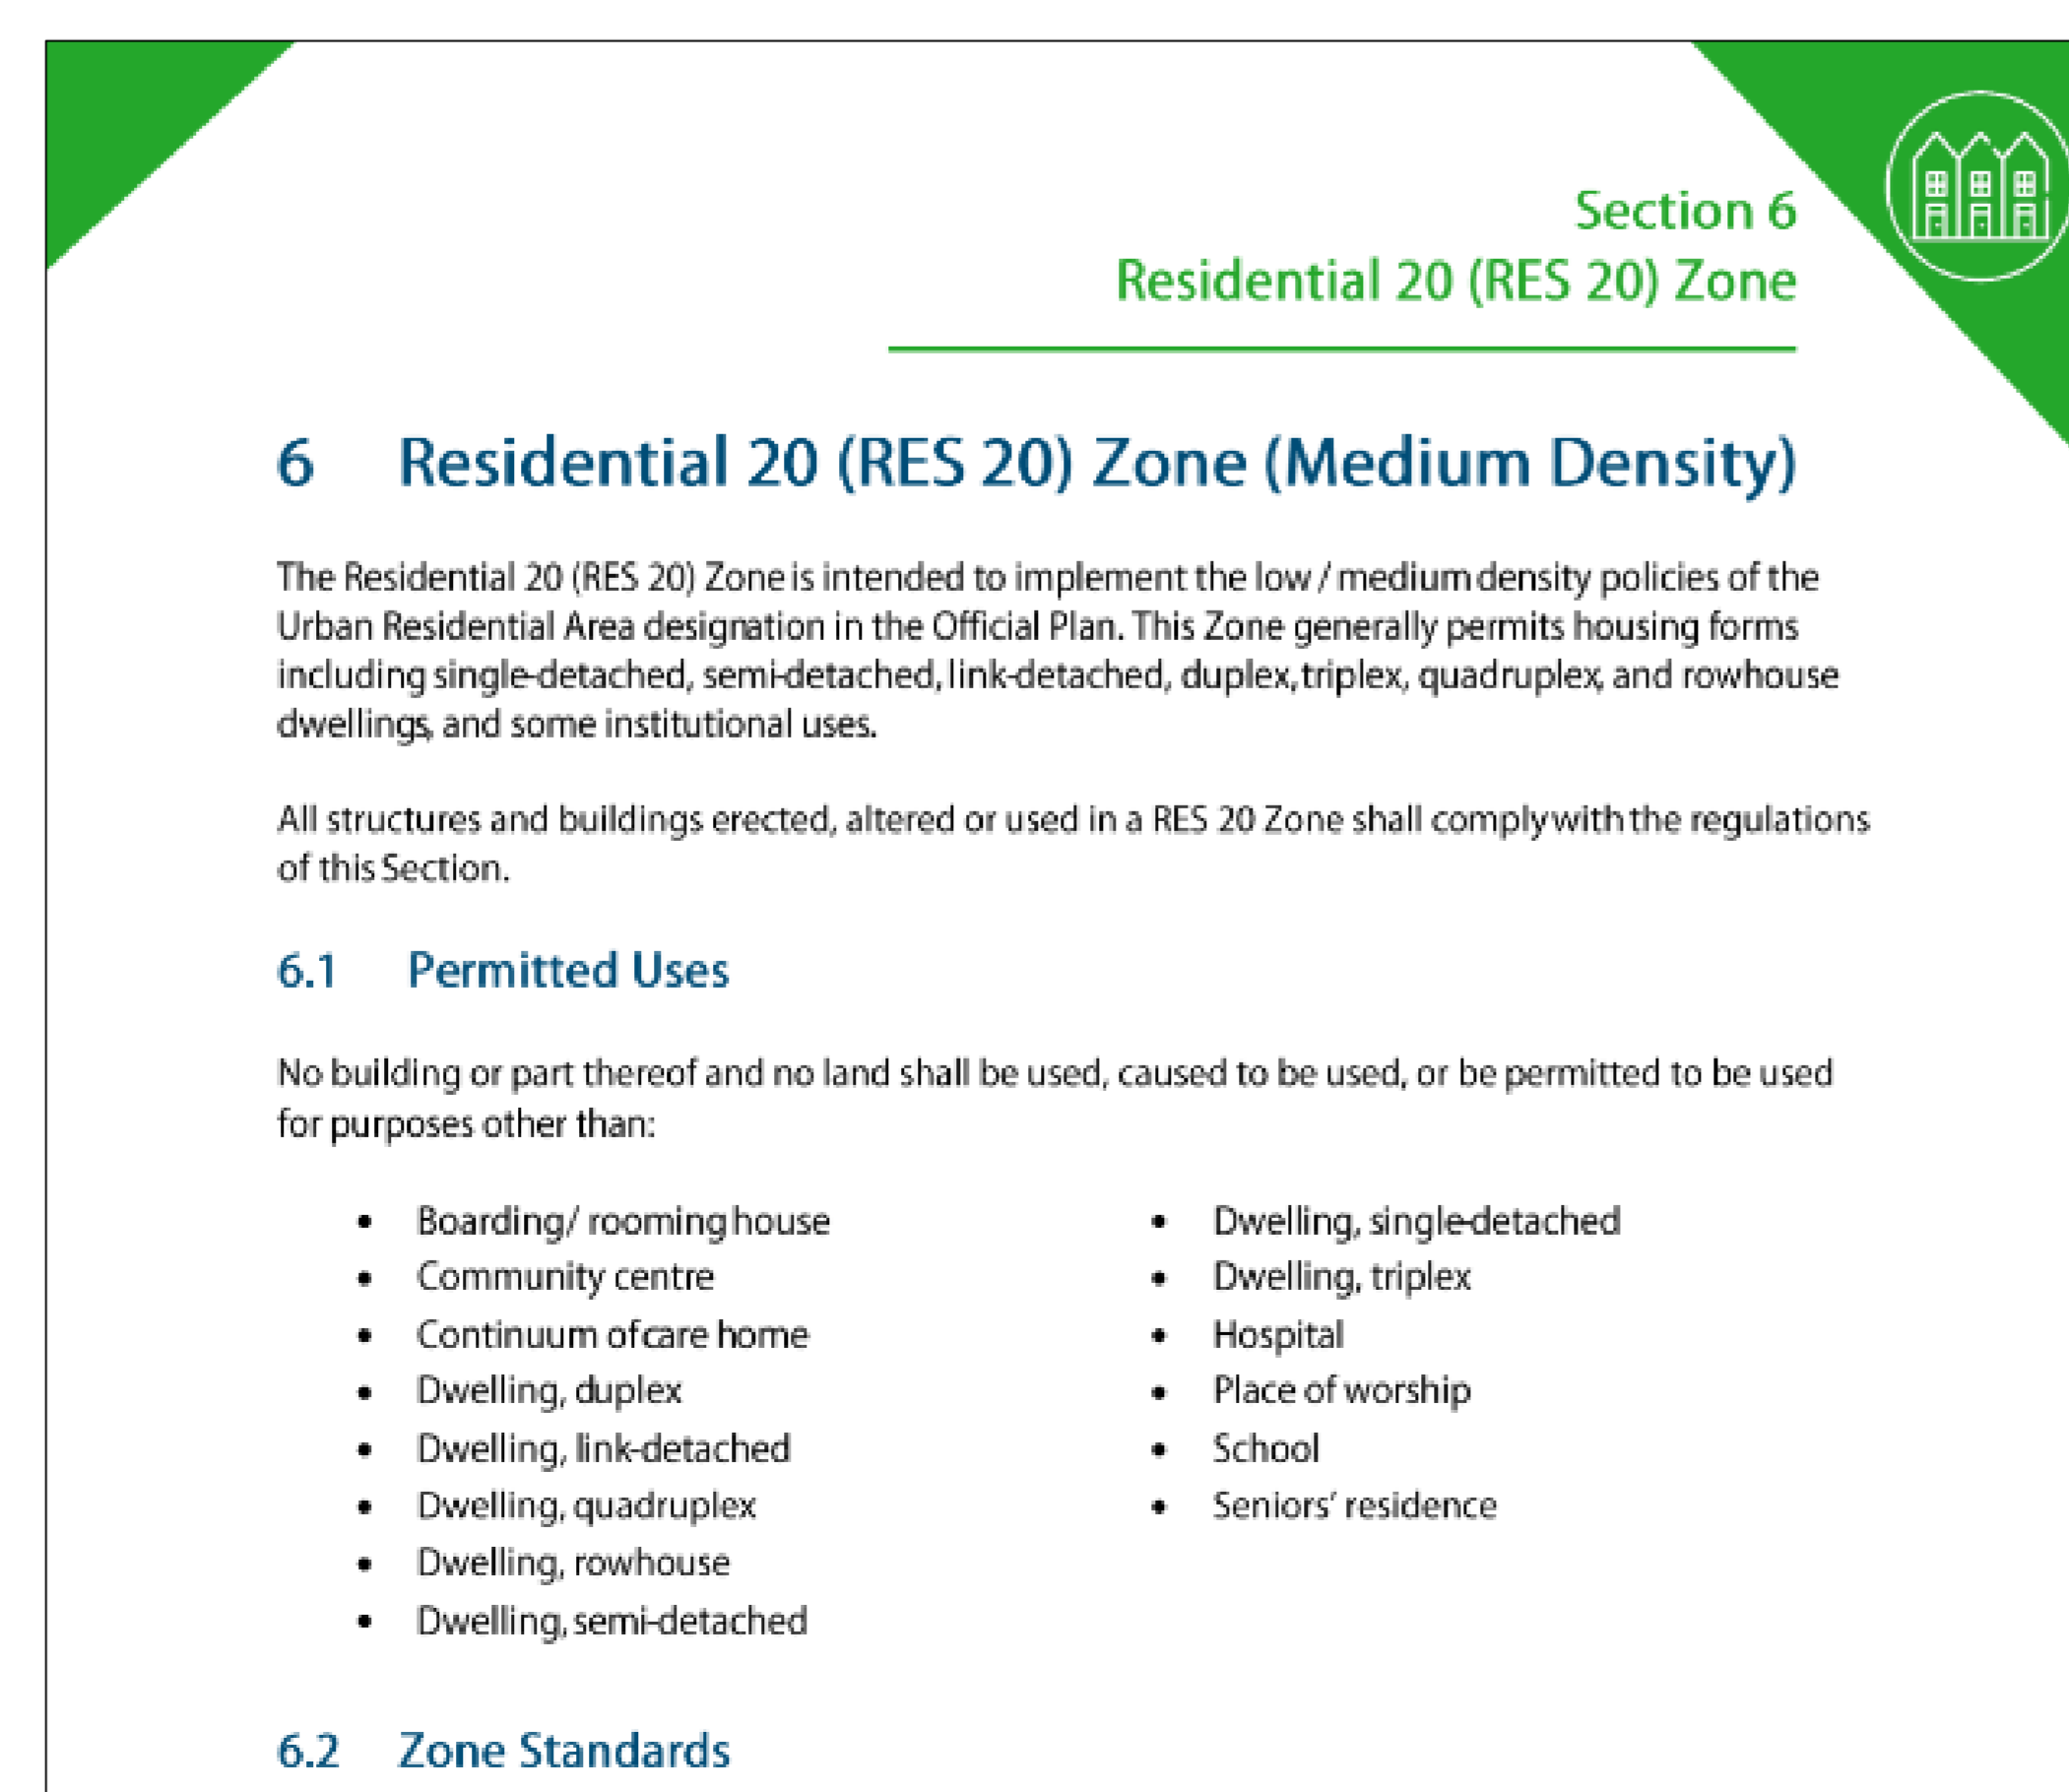 Section 6
Residential 20 (RES 20) Zone
6 Residential 20 (RES 20) Zone (Medium Density)
The Residential 20 (RES 20) Zone is intended to implement the low / medium density policies of the
Urban Residential Area designation in the Official Plan. This Zone generally permits housing forms
including single-detached, semi-detached, link-detached, duplex, triplex, quadruplex, and rowhouse
dwellings, and some institutional uses.
All structures and buildings erected, altered or used in a RES 20 Zone shall comply with the regulations
of this Section.
6.1 Permitted Uses
No building or part thereof and no land shall be used, caused to be used, or be permitted to be used
for purposes other than:
• Boarding/ rooming house
• Community centre
• Continuum of care home
• Dwelling, duplex
• Dwelling, link-detached
• Dwelling, quadruplex
• Dwelling, rowhouse
• Dwelling, semi-detached
• Dwelling, single-detached
• Dwelling, triplex
• Hospital
• Place of worship
• School
• Seniors’ residence
6.2 Zone Standards